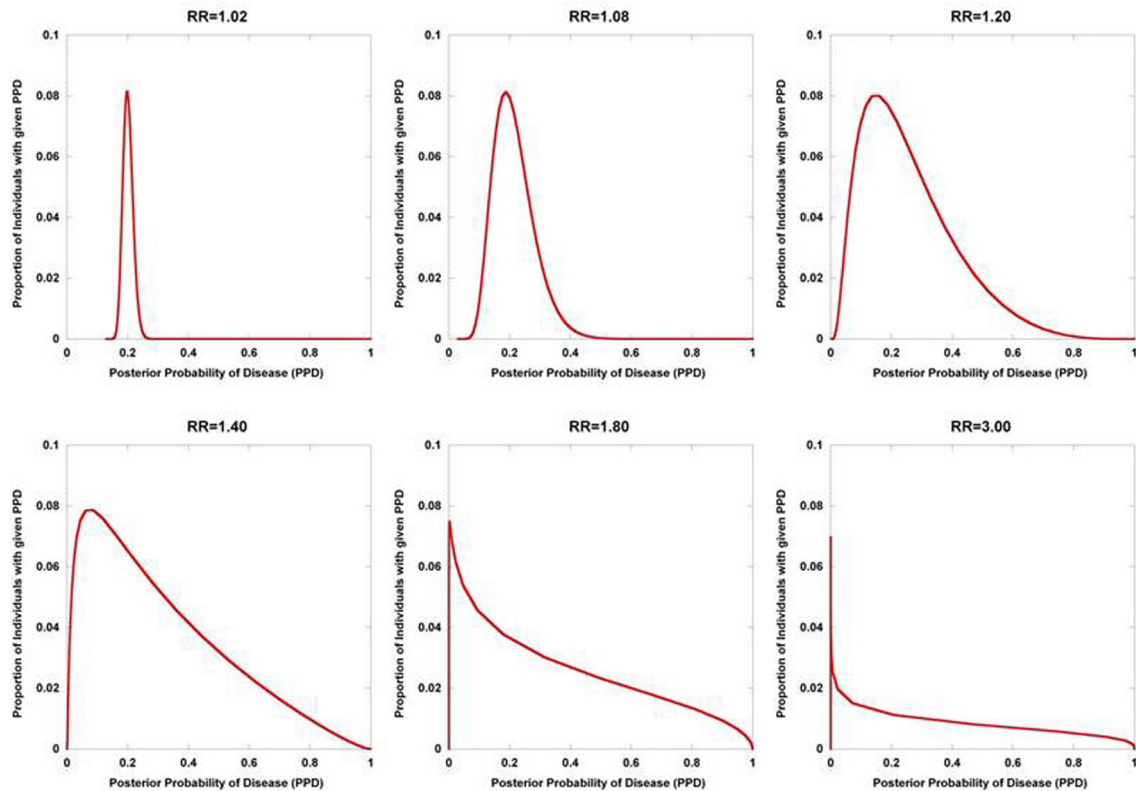 RR=1.02
RR=1.08
RR=1.20
0.1
0.08
0.06
0.04
0.02
0
Proportion of Individuals with given PPD
0 0.2 0.4 0.6 0.8 1
Posterior Probability of Disease (PPD)
0.1
0.08
0.06
0.04
0.02
0
Proportion of Individuals with given PPD
0 0.2 0.4 0.6 0.8 1
Posterior Probability of Disease (PPD)
0.1
0.08
0.06
0.04
0.02
0
Proportion of Individuals with given PPD
0 0.2 0.4 0.6 0.8 1
Posterior Probability of Disease (PPD)
RR=1.40
RR=1.80
RR=3.00
0.1
0.08
0.06
0.04
0.02
0
Proportion of Individuals with given PPD
0 0.2 0.4 0.6 0.8 1
Posterior Probability of Disease (PPD)
0.1
0.08
0.06
0.04
0.02
0
Proportion of Individuals with given PPD
0 0.2 0.4 0.6 0.8 1
Posterior Probability of Disease (PPD)
0.1
0.08
0.06
0.04
0.02
0
Proportion of Individuals with given PPD
0 0.2 0.4 0.6 0.8 1
Posterior Probability of Disease (PPD)